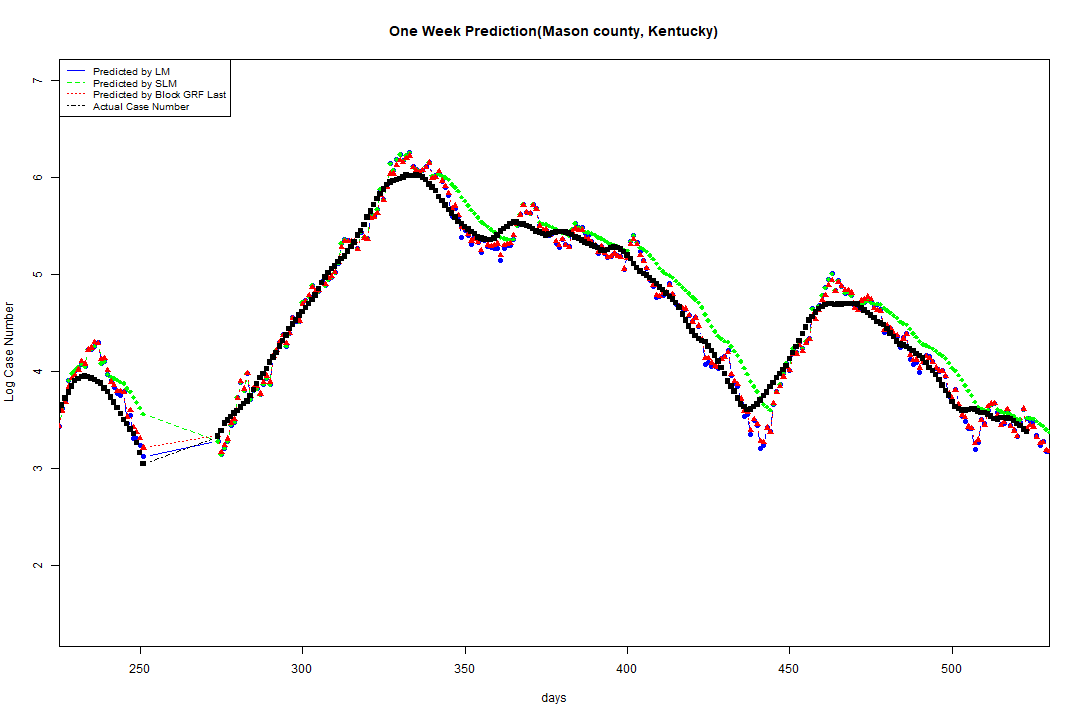 One Week Prediction(Mason county, Kentucky)
Predicted by LM
Predicted by SLM
Predicted by Block GRF Last
Actual Case Number
7
6
5
4
3
2
Log Case Number
250 300 350 400 450 500
days